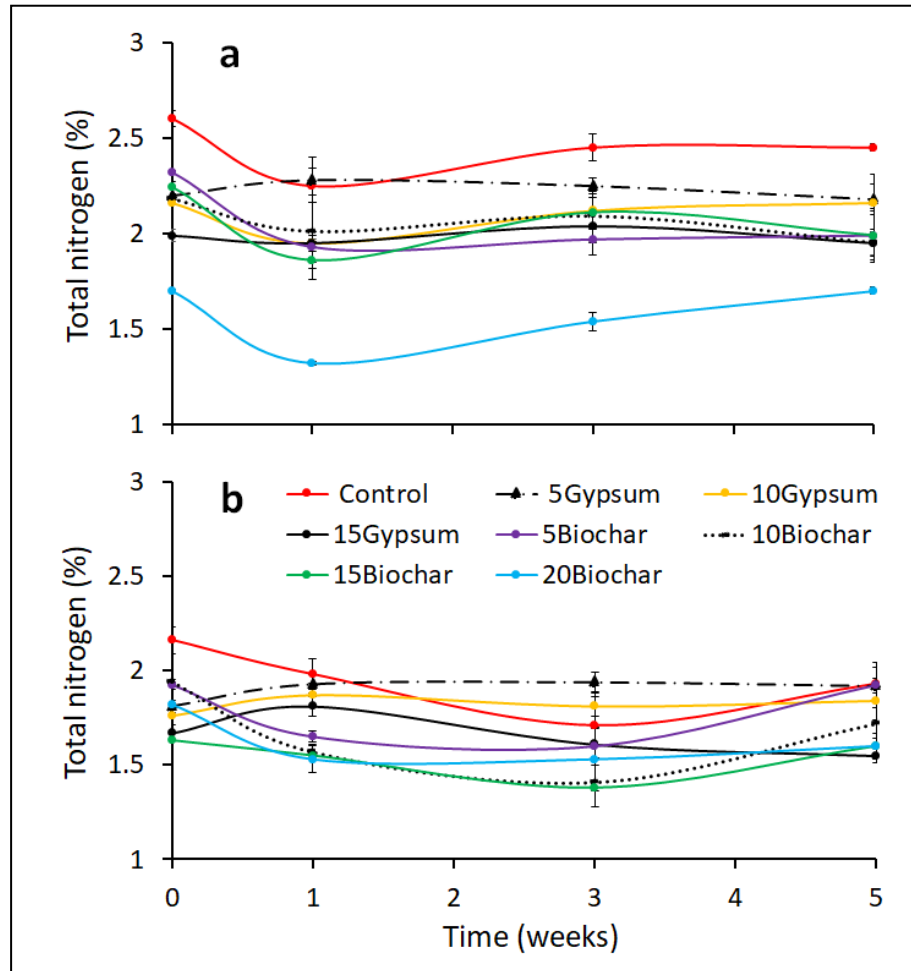 a
3
2.5
2
1.5
1
Total nitrogen (%)
b
Control 5Gypsum 10Gypsum
15Gypsum 5Biochar 10Biochar
15Biochar 20Biochar
3
2.5
2
1.5
1
Total nitrogen (%)
0 1 2 3 4 5
Time (weeks)